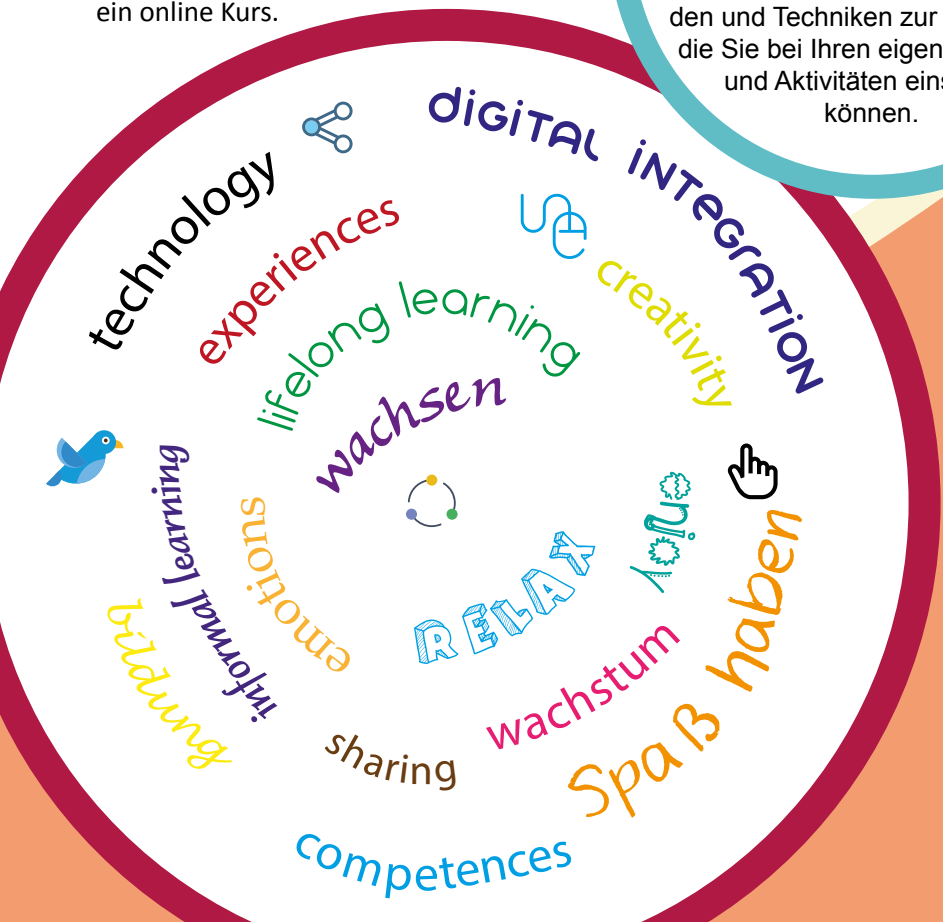 ein online Kurs.
den und Techniken zur
die Sie bei Ihren eigen
und Aktivitäten eins
können.
technology
DIGITAL INTEGRATION
experiences
creativity
lifelong learning
wachsen
informal learning
emotions
RELAX
bildung
wachstum
Spaß haben
sharing
competences